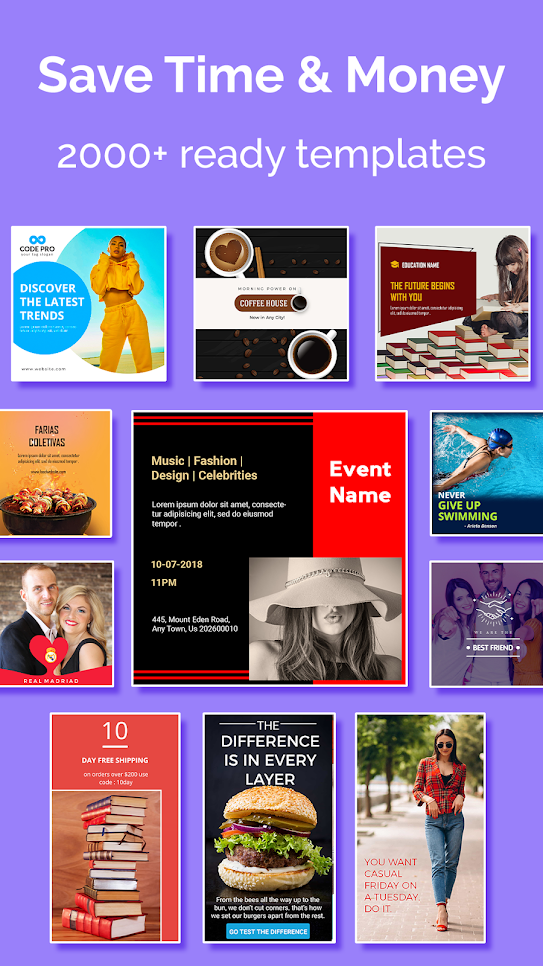 Save Time & Money
2000+ ready templates
CODE PRO
your tag slogan
DISCOVER
THE LATEST
TRENDS
www.website.com
WORKING POWER ON
COFFEE HOUSE
Now in Any City!
EDUCATION NAME
THE FUTURE BEGINS
WITH YOU
FARIAS
COLETIVAS
Music | Fashion |
Design | Celebrities
Lorem ipsum dolor sit amet, consecte-
tur adipisicing elit, sed do eiusmod
tempor .
10-07-2018
11PM
445, Mount Eden Road,
Any Town, Us 202600010
Event
Name
NEVER
GIVE UP
SWIMMING
- Arieta Benson
REAL MADRIAD
WE ARE THE
BEST FRIEND
10
DAY FREE SHIPPING
on orders over $200 use
code : 10day
THE
DIFFERENCE
IS IN EVERY
LAYER
From the bees all the way up to the
bun, we don't cut corners, that's how
we set our burgers apart from the rest.
GO TEST THE DIFFERENCE
YOU WANT
CASUAL
FRIDAY ON
A TUESDAY,
DO IT.